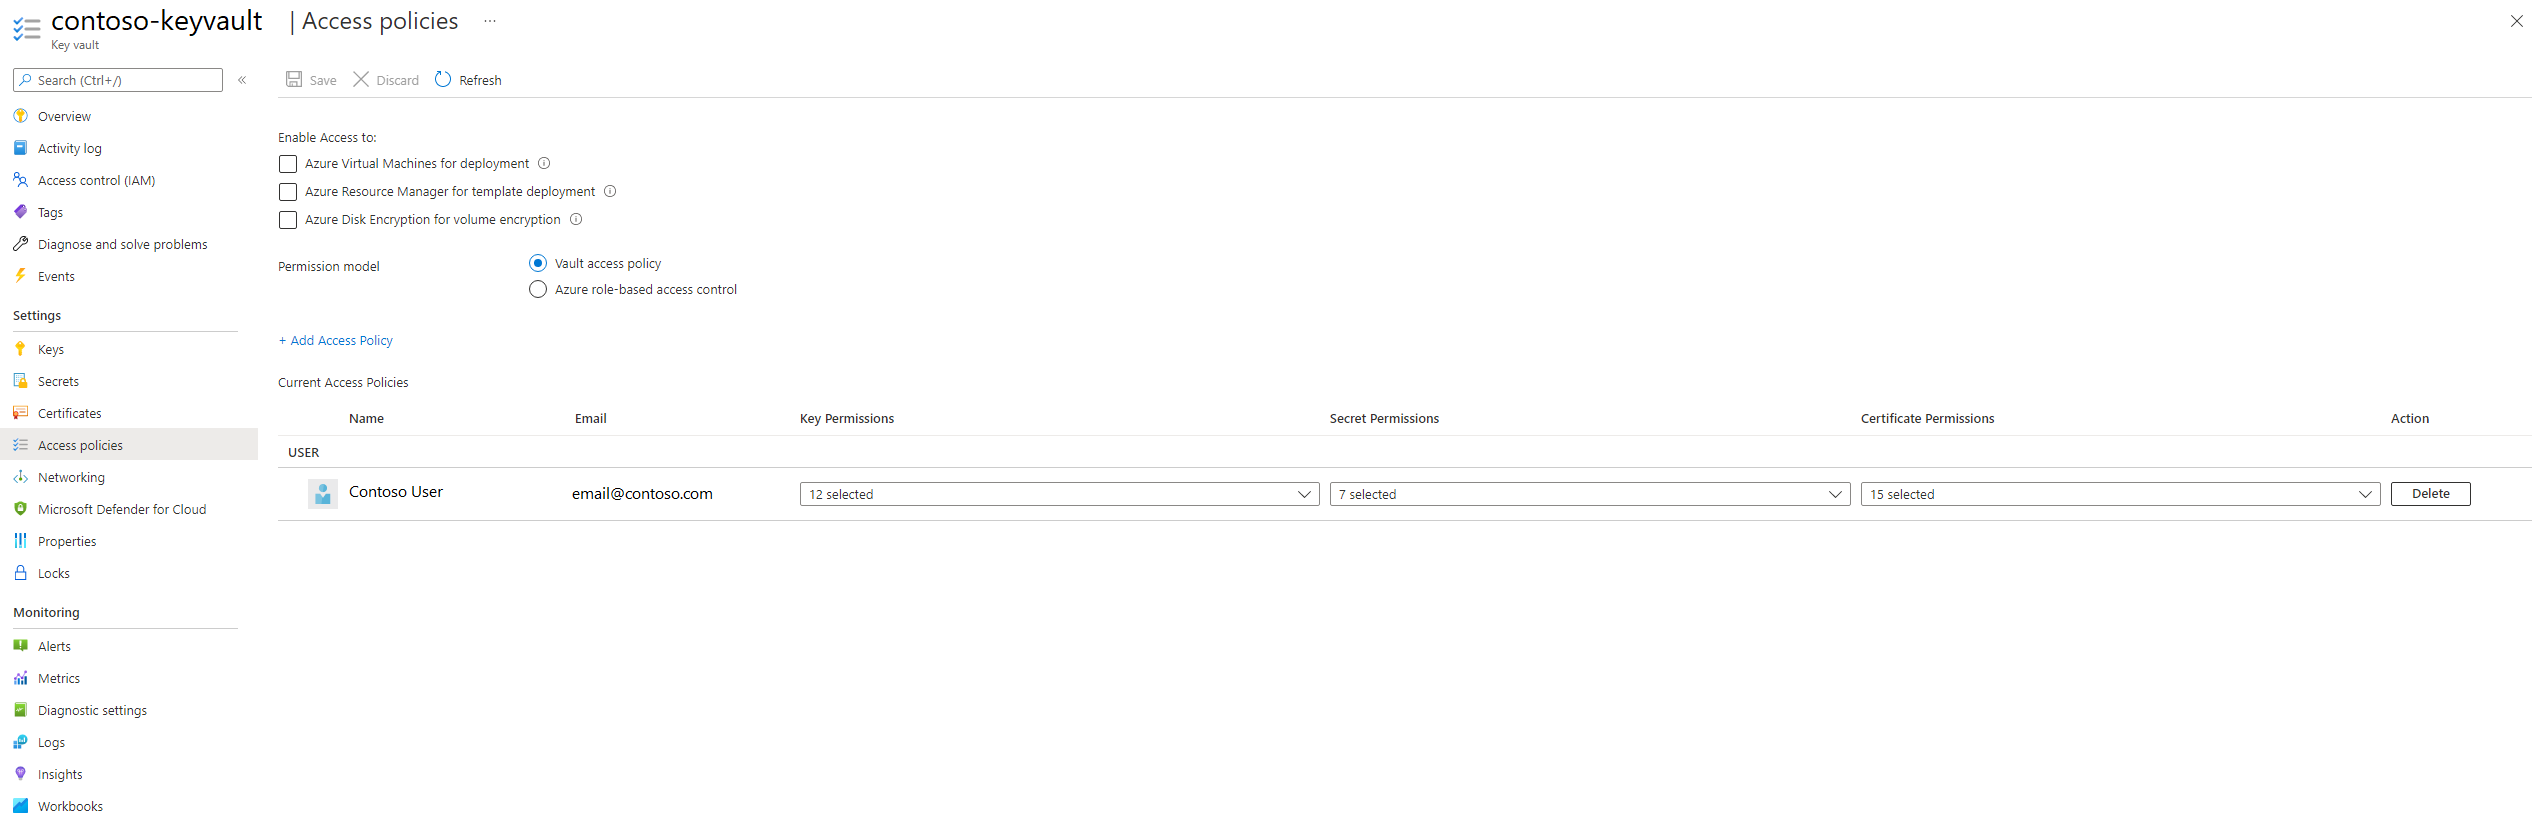 contoso-keyvault | Access policies ...
Key vault
Search (Ctrl+/) «
Save Discard Refresh
Overview
Activity log
Access control (IAM)
Tags
Diagnose and solve problems
Events
Settings
Keys
Secrets
Certificates
Access policies
Networking
Microsoft Defender for Cloud
Properties
Locks
Monitoring
Alerts
Metrics
Diagnostic settings
Logs
Insights
Workbooks
Enable Access to:
Azure Virtual Machines for deployment
Azure Resource Manager for template deployment
Azure Disk Encryption for volume encryption
Permission model
Vault access policy
Azure role-based access control
+ Add Access Policy
Current Access Policies
Name Email Key Permissions Secret Permissions Certificate Permissions Action
USER
Contoso User email@contoso.com 12 selected 7 selected 15 selected Delete